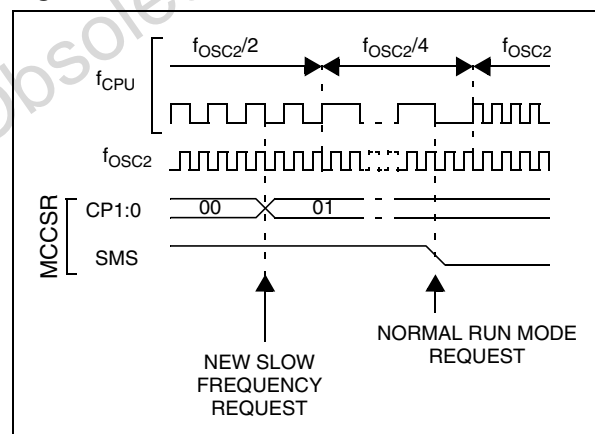 obsolete
fOSC2/2 fOSC2/4 fOSC2
fCPU
fOSC2
MCCSR
CP1:0 00 01
SMS
NEW SLOW
FREQUENCY
REQUEST
NORMAL RUN MODE
REQUEST